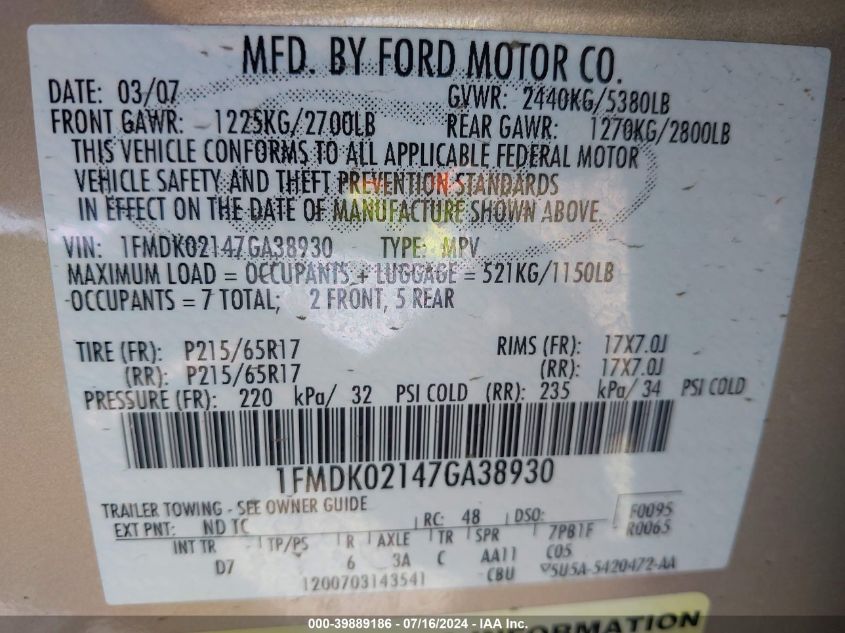 MFD. BY FORD MOTOR CO.
DATE: 03/07 GVWR: 2440KG/5380LB
FRONT GAWR: 1225KG/2700LB REAR GAWR: 1270KG/2800LB
THIS VEHICLE CONFORMS TO ALL APPLICABLE FEDERAL MOTOR
VEHICLE SAFETY AND THEFT PREVENTION STANDARDS
IN EFFECT ON THE DATE OF MANUFACTURE SHOWN ABOVE.
VIN: 1FMDK02147GA38930 TYPE: MPV
MAXIMUM LOAD = OCCUPANTS + LUGGAGE = 521KG/1150LB
OCCUPANTS = 7 TOTAL; 2 FRONT, 5 REAR
TIRE (FR): P215/65R17 RIMS (FR): 17X7.0J
(RR): P215/65R17 (RR): 17X7.0J
PRESSURE (FR): 220 kPa/ 32 PSI COLD (RR): 235 kPa/ 34 PSI COLD
1FMDK02147GA38930
TRAILER TOWING - SEE OWNER GUIDE F0095
EXT PNT: ND TC RC: 48 DSO: R0065
INT TR TP/PS R AXLE TR SPR 7PB1F
D7 6 3A C AA11 C05
1200703143541 CBU 5U5A-5420472-AA
INFORMATION
000-39889186 - 07/16/2024 - IAA Inc.